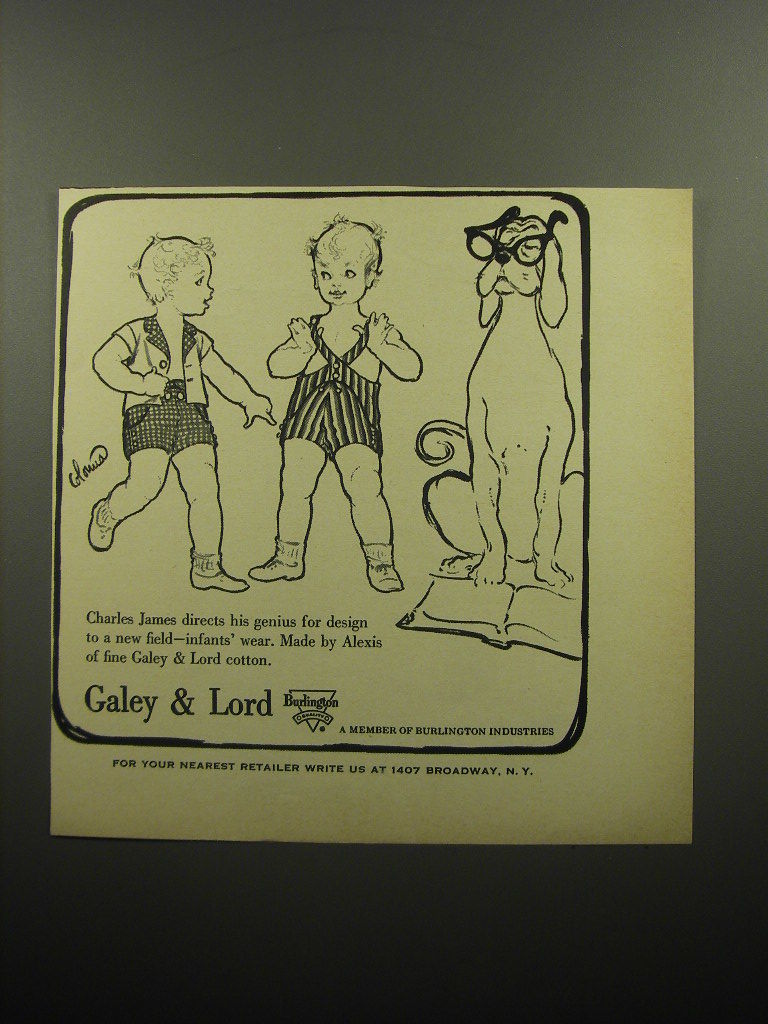 Charles James directs his genius for design
to a new field—infants' wear. Made by Alexis
of fine Galey & Lord cotton.
Galey & Lord
Burlington
QUALITY
A MEMBER OF BURLINGTON INDUSTRIES
FOR YOUR NEAREST RETAILER WRITE US AT 1407 BROADWAY, N. Y.